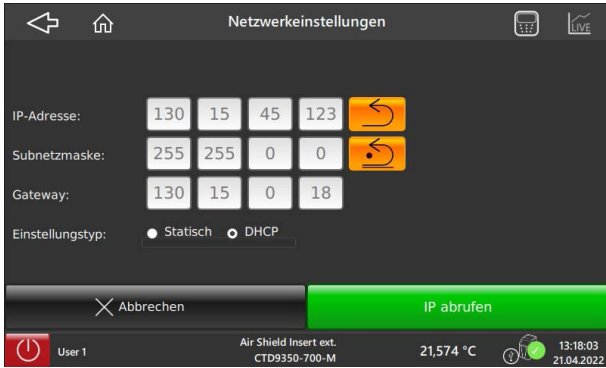 Netzwerkeinstellungen
LIVE
IP-Adresse: 130 15 45 123
Subnetzmaske: 255 255 0 0
Gateway: 130 15 0 18
Einstellungstyp: Statisch DHCP
Abbrechen IP abrufen
User 1 Air Shield Insert ext. 21,574 °C 13:18:03
CTD9350-700-M 21.04.2022